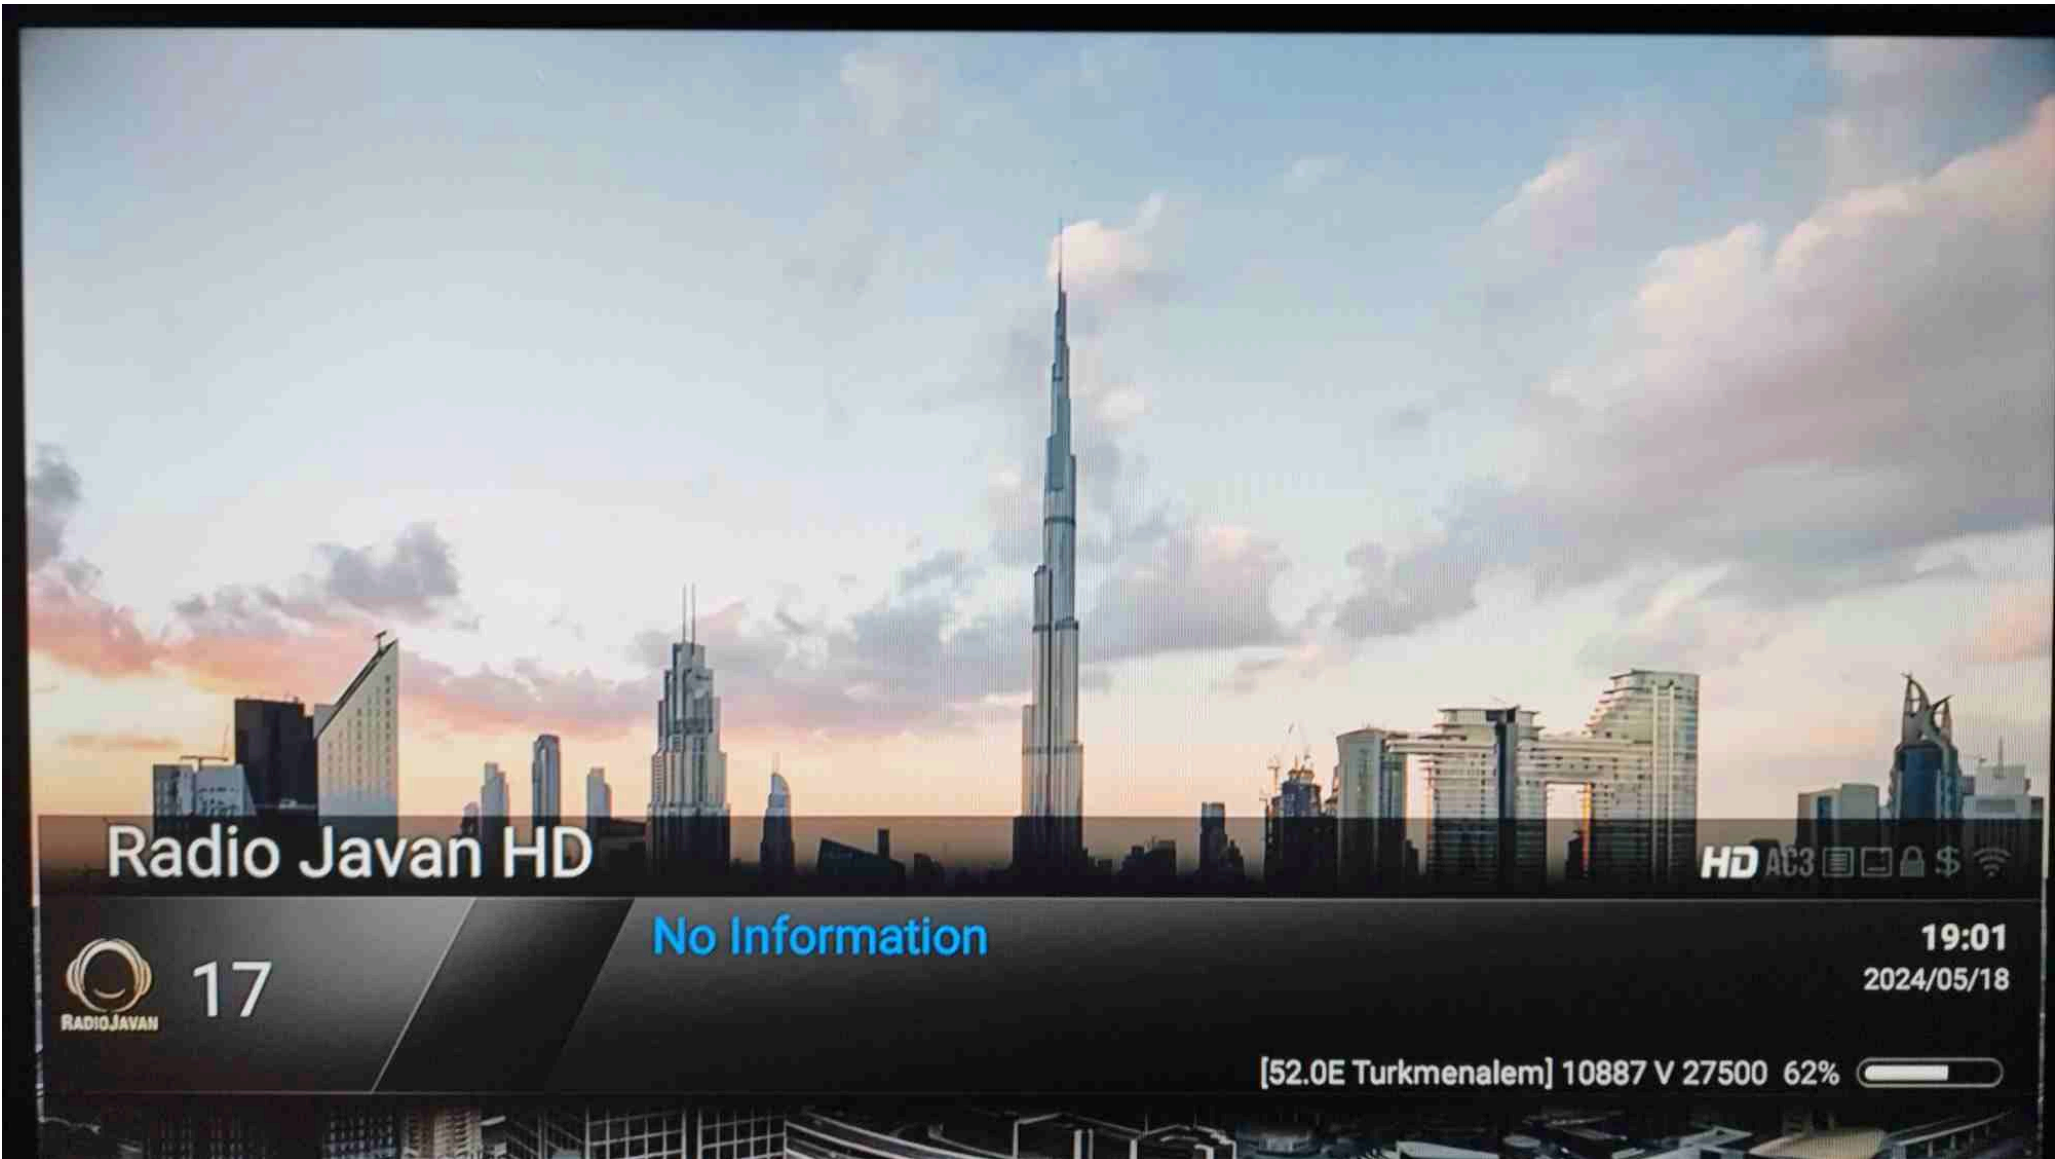 Radio Javan HD
HD AC3 $
No Information
17
RADIOJAVAN
19:01
2024/05/18
[52.0E Turkmenalem] 10887 V 27500 62%